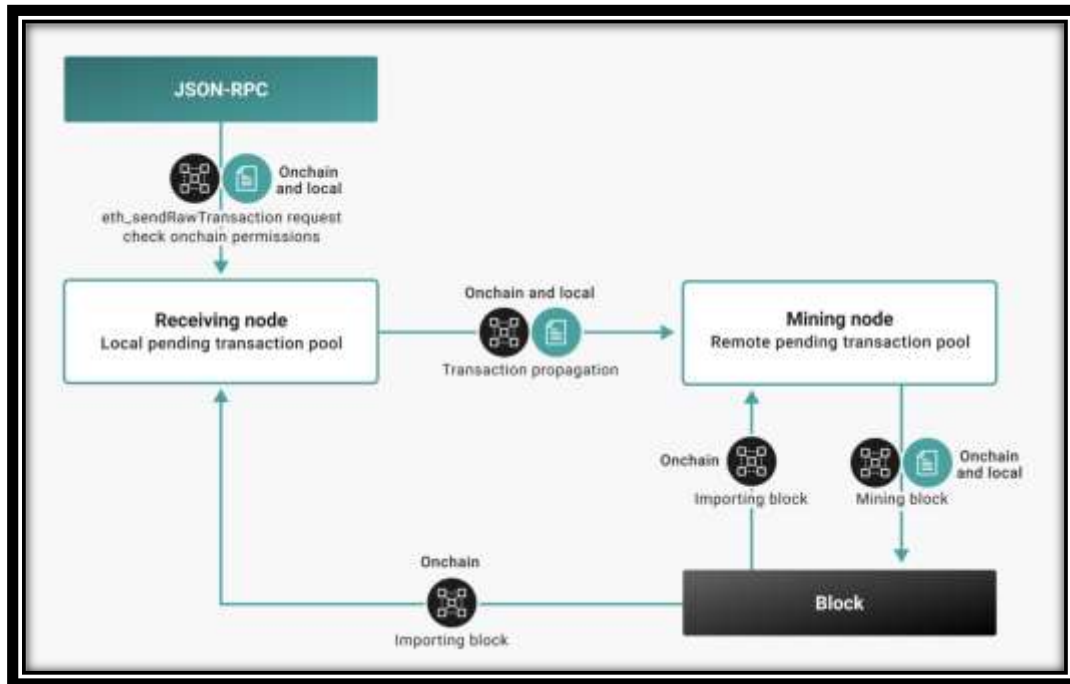 JSON-RPC
Onchain
and local
eth_sendRawTransaction request
check onchain permissions
Receiving node
Local pending transaction pool
Onchain and local
Transaction propagation
Mining node
Remote pending transaction pool
Onchain
Importing block
Onchain
and local
Mining block
Onchain
Importing block
Block